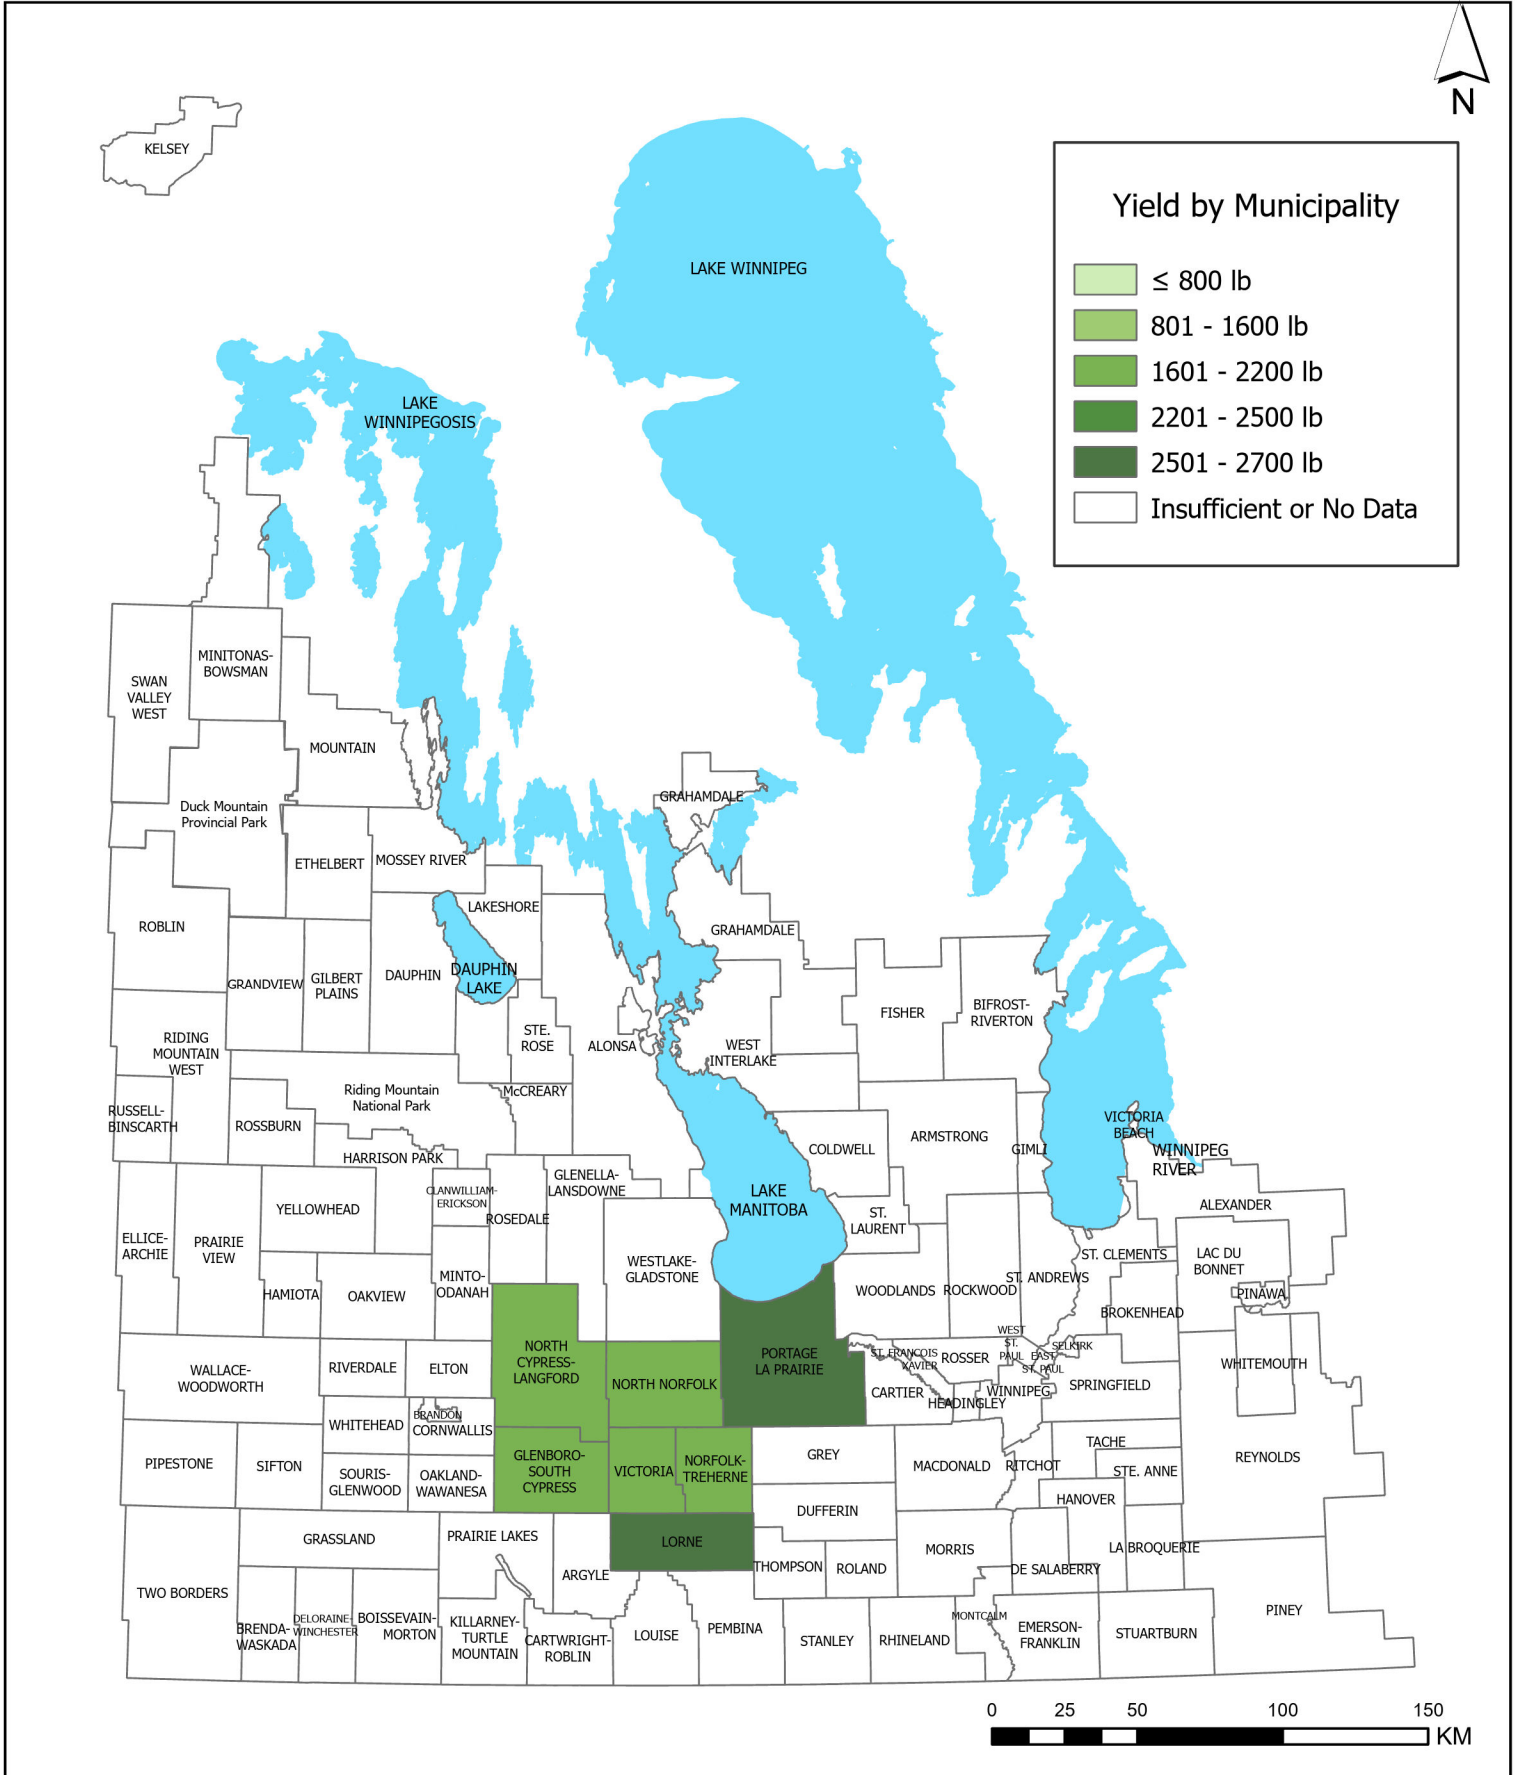 N
KELSEY
Yield by Municipality
≤ 800 lb
801 - 1600 lb
1601 - 2200 lb
2201 - 2500 lb
2501 - 2700 lb
Insufficient or No Data
LAKE WINNIPEG
LAKE
WINNIPEGOSIS
MINITONAS-
BOWSMAN
SWAN
VALLEY
WEST
MOUNTAIN
Duck Mountain
Provincial Park
GRAHAMDALE
ETHELBERT
MOSSEY RIVER
LAKESHORE
ROBLIN
GRAHAMDALE
GRANDVIEW
GILBERT
PLAINS
DAUPHIN
DAUPHIN
LAKE
FISHER
BIFROST-
RIVERTON
STE.
ROSE
ALONSA
WEST
INTERLAKE
RIDING
MOUNTAIN
WEST
Riding Mountain
National Park
McCREARY
RUSSELL-
BINSCARTH
ROSSBURN
HARRISON PARK
COLDWELL
ARMSTRONG
GIMLI
VICTORIA
BEACH
WINNIPEG
RIVER
CLANWILLIAM-
ERICKSON
GLENELLA-
LANSDOWNE
LAKE
MANITOBA
ALEXANDER
YELLOWHEAD
ROSEDALE
ST.
LAURENT
ELLICE-
ARCHIE
PRAIRIE
VIEW
WESTLAKE-
GLADSTONE
ST. CLEMENTS
LAC DU
BONNET
HAMIOTA
OAKVIEW
MINTO-
ODANAH
WOODLANDS
ROCKWOOD
ST. ANDREWS
PINAWA
BROKENHEAD
WALLACE-
WOODWORTH
RIVERDALE
ELTON
NORTH
CYPRESS-
LANGFORD
NORTH NORFOLK
PORTAGE
LA PRAIRIE
ST. FRANCOIS
XAVIER
ROSSER
WEST
ST.
PAUL
EAST
ST. PAUL
SELKIRK
WHITEMOUTH
CARTIER
HEADINGLEY
WINNIPEG
SPRINGFIELD
WHITEHEAD
BRANDON
CORNWALLIS
PIPESTONE
SIFTON
SOURIS-
GLENWOOD
OAKLAND-
WAWANESA
GLENBORO-
SOUTH
CYPRESS
VICTORIA
NORFOLK-
TREHERNE
GREY
MACDONALD
RITCHOT
TACHE
STE. ANNE
REYNOLDS
HANOVER
DUFFERIN
GRASSLAND
PRAIRIE LAKES
LORNE
ARGYLE
THOMPSON
ROLAND
MORRIS
DE SALABERRY
LA BROQUERIE
TWO BORDERS
BRENDA-
WASKADA
DELORAINE-
WINCHESTER
BOISSEVAIN-
MORTON
KILLARNEY-
TURTLE
MOUNTAIN
CARTWRIGHT-
ROBLIN
LOUISE
PEMBINA
STANLEY
RHINELAND
MONTCALM
EMERSON-
FRANKLIN
STUARTBURN
PINEY
0 25 50 100 150
KM